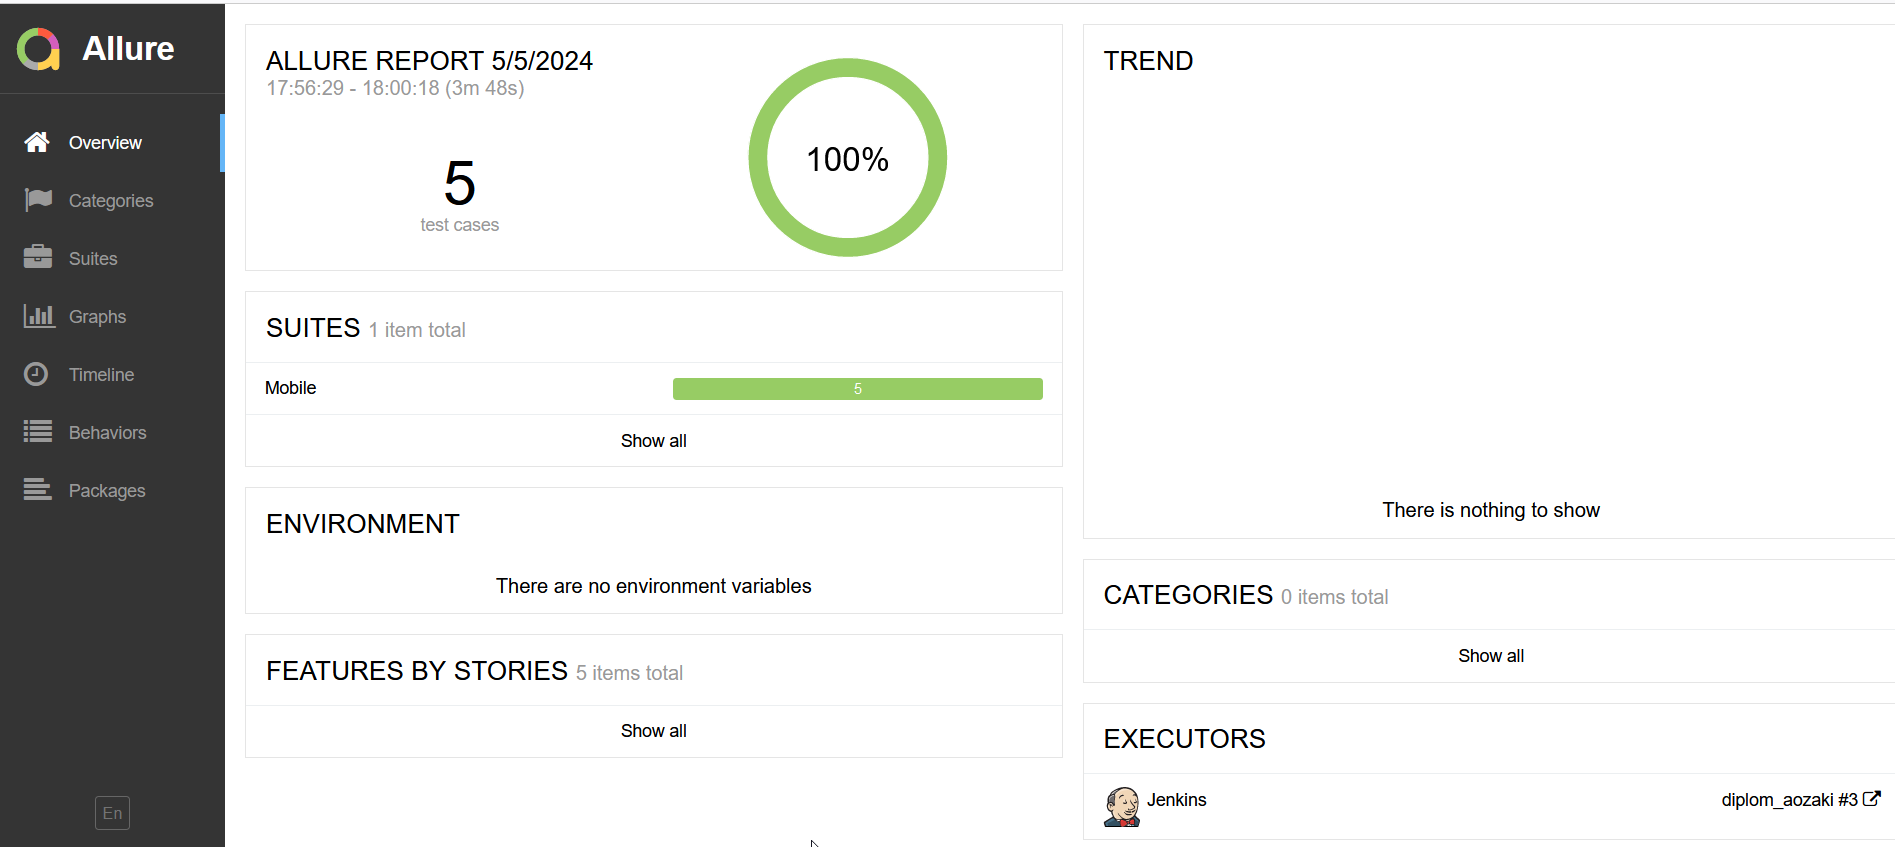 Allure
Overview
Categories
Suites
Graphs
Timeline
Behaviors
Packages
En
ALLURE REPORT 5/5/2024
17:56:29 - 18:00:18 (3m 48s)
5
test cases
100%
SUITES 1 item total
Mobile 5
Show all
ENVIRONMENT
There are no environment variables
FEATURES BY STORIES 5 items total
Show all
TREND
There is nothing to show
CATEGORIES 0 items total
Show all
EXECUTORS
Jenkins diplom_aozaki #3